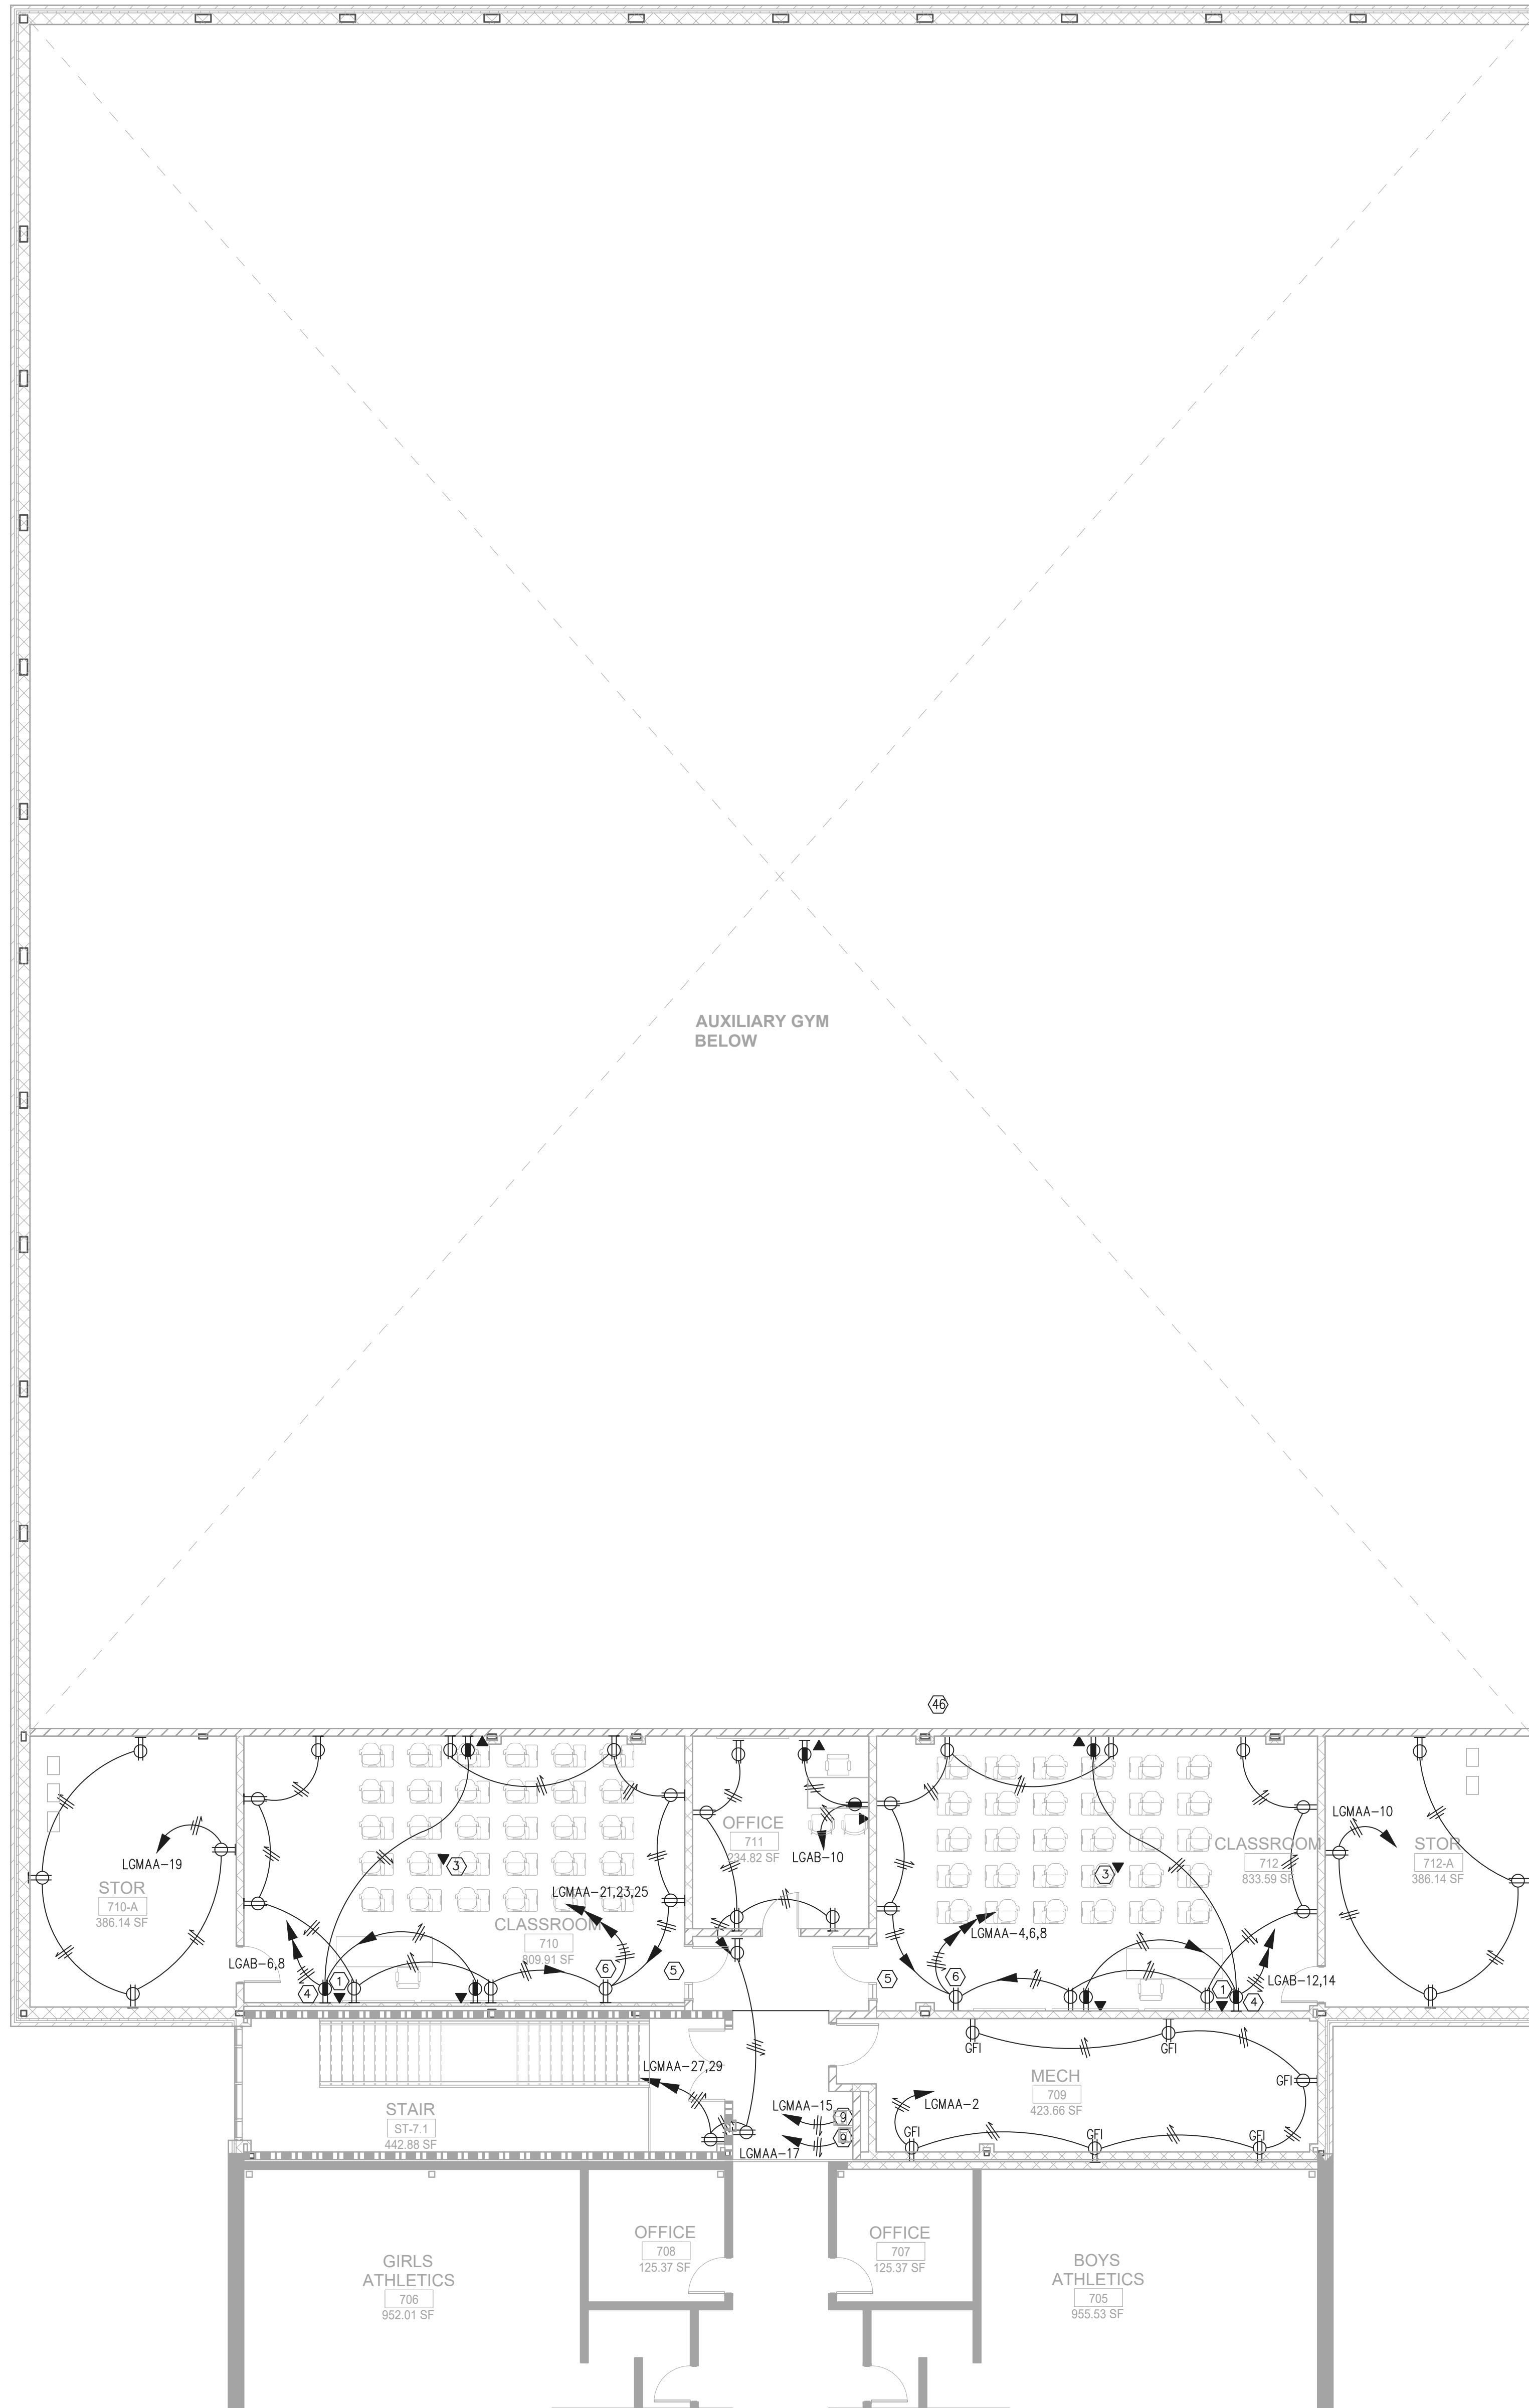 AUXILIARY GYM
BELOW
46
LGMAA-19
STOR
710-A
386.14 SF
LGAB-6,8
4
1
3
LGMAA-21,23,25
CLASSROOM
710
809.91 SF
6
5
OFFICE
711
234.82 SF
LGAB-10
5
6
LGMAA-4,6,8
3
CLASSROOM
712
833.59 SF
1
4
LGAB-12,14
LGMAA-10
STOR
712-A
386.14 SF
STAIR
ST-7.1
442.88 SF
LGMAA-27,29
LGMAA-15
9
9
LGMAA-17
GFI
GFI
GFI
MECH
709
423.66 SF
LGMAA-2
GFI
GFI
GFI
GIRLS
ATHLETICS
706
952.01 SF
OFFICE
708
125.37 SF
OFFICE
707
125.37 SF
BOYS
ATHLETICS
705
955.53 SF